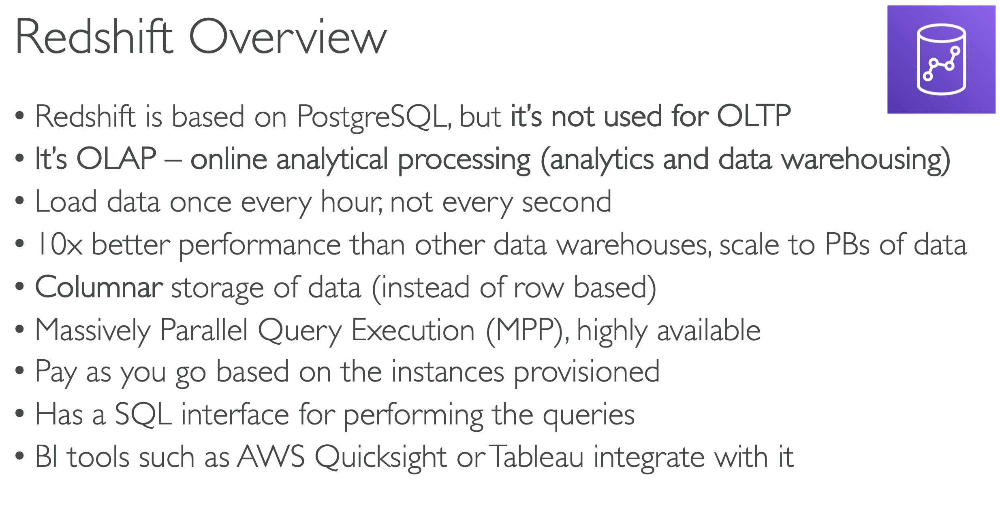 Redshift Overview
• Redshift is based on PostgreSQL, but it’s not used for OLTP
• It’s OLAP – online analytical processing (analytics and data warehousing)
• Load data once every hour, not every second
• 10x better performance than other data warehouses, scale to PBs of data
• Columnar storage of data (instead of row based)
• Massively Parallel Query Execution (MPP), highly available
• Pay as you go based on the instances provisioned
• Has a SQL interface for performing the queries
• BI tools such as AWS Quicksight or Tableau integrate with it